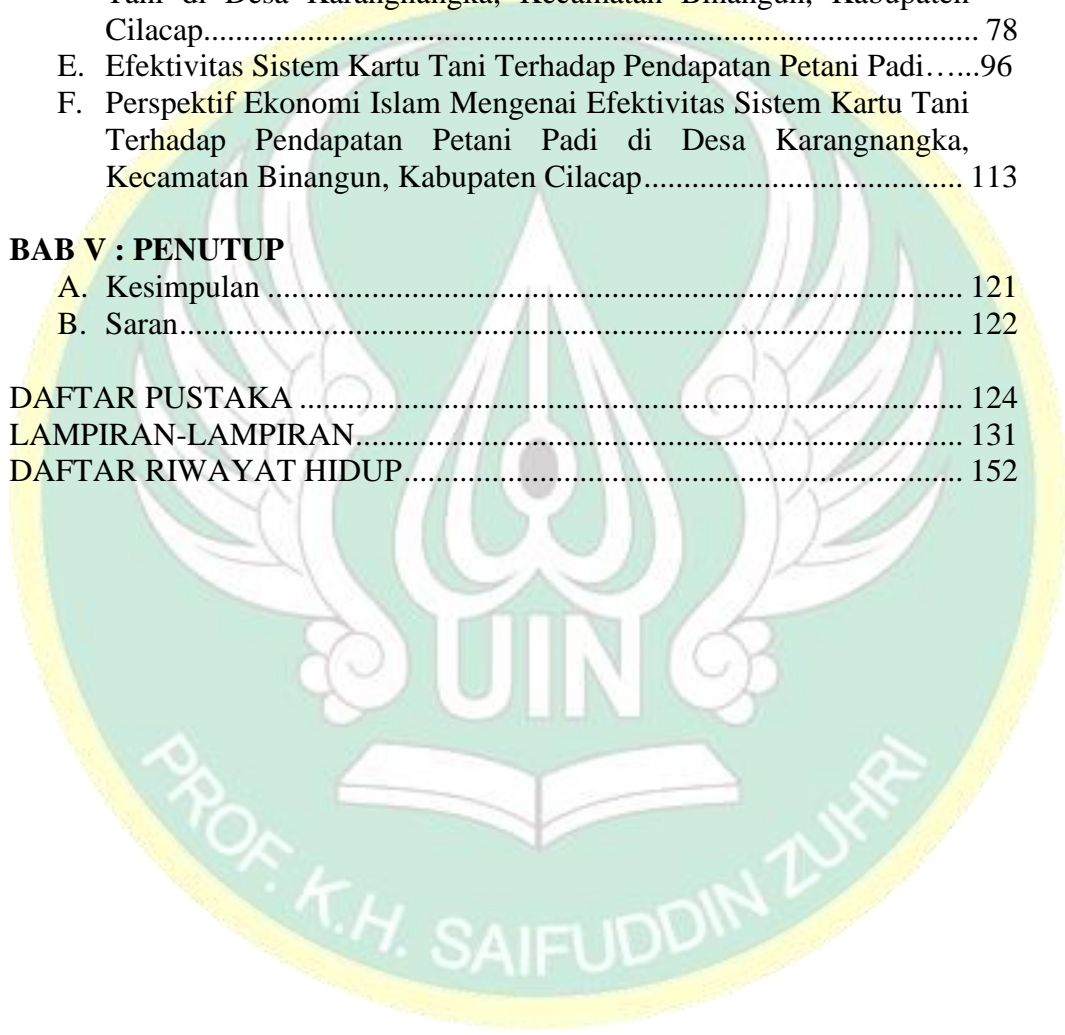 Tani di Desa Karangnangka, Kecamatan Binangun, Kabupaten
Cilacap.................................................................................................. 78
E. Efektivitas Sistem Kartu Tani Terhadap Pendapatan Petani Padi…...96
F. Perspektif Ekonomi Islam Mengenai Efektivitas Sistem Kartu Tani
Terhadap Pendapatan Petani Padi di Desa Karangnangka,
Kecamatan Binangun, Kabupaten Cilacap........................................ 113
BAB V : PENUTUP
A. Kesimpulan ........................................................................................ 121
B. Saran................................................................................................... 122
DAFTAR PUSTAKA .................................................................................... 124
LAMPIRAN-LAMPIRAN............................................................................. 131
DAFTAR RIWAYAT HIDUP....................................................................... 152
UIN
PROF. K.H. SAIFUDDIN ZUHRI